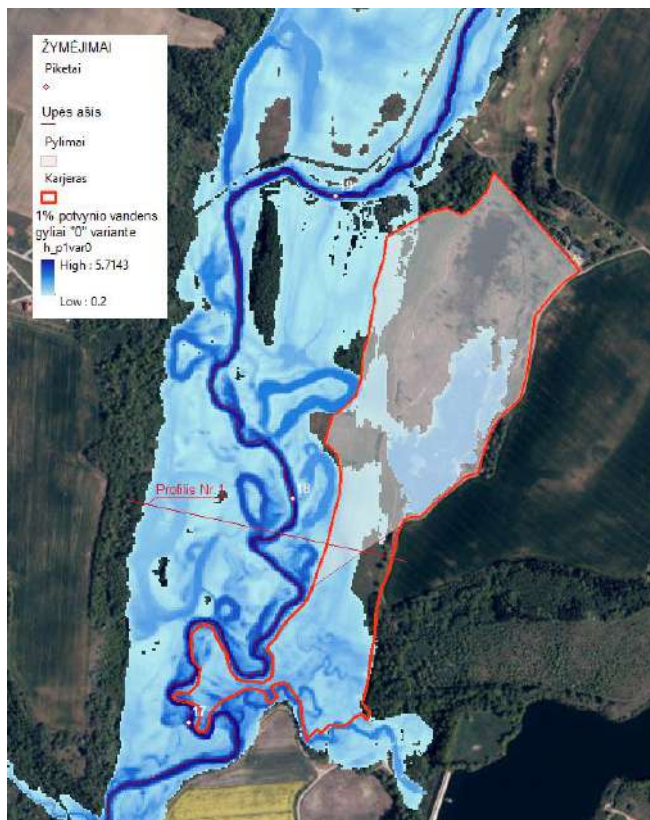 ŽYMĖJIMAI
Piketai
Upės ašis
Pylimai
Karjeras
1% potvynio vandens
gyliai "0" variante
h_p1var0
High : 5.7143
Low : 0.2
19
Profilis Nr.1
18
17